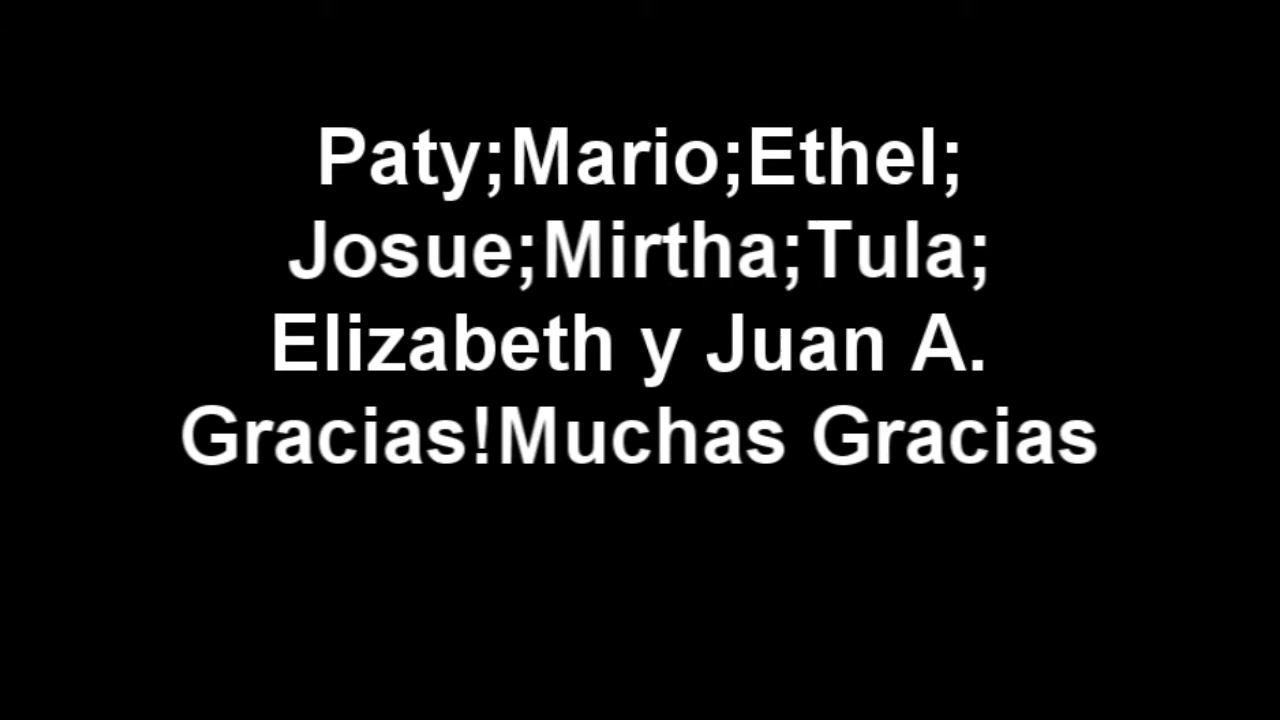 Paty;Mario;Ethel;
Josue;Mirtha;Tula;
Elizabeth y Juan A.
Gracias!Muchas Gracias